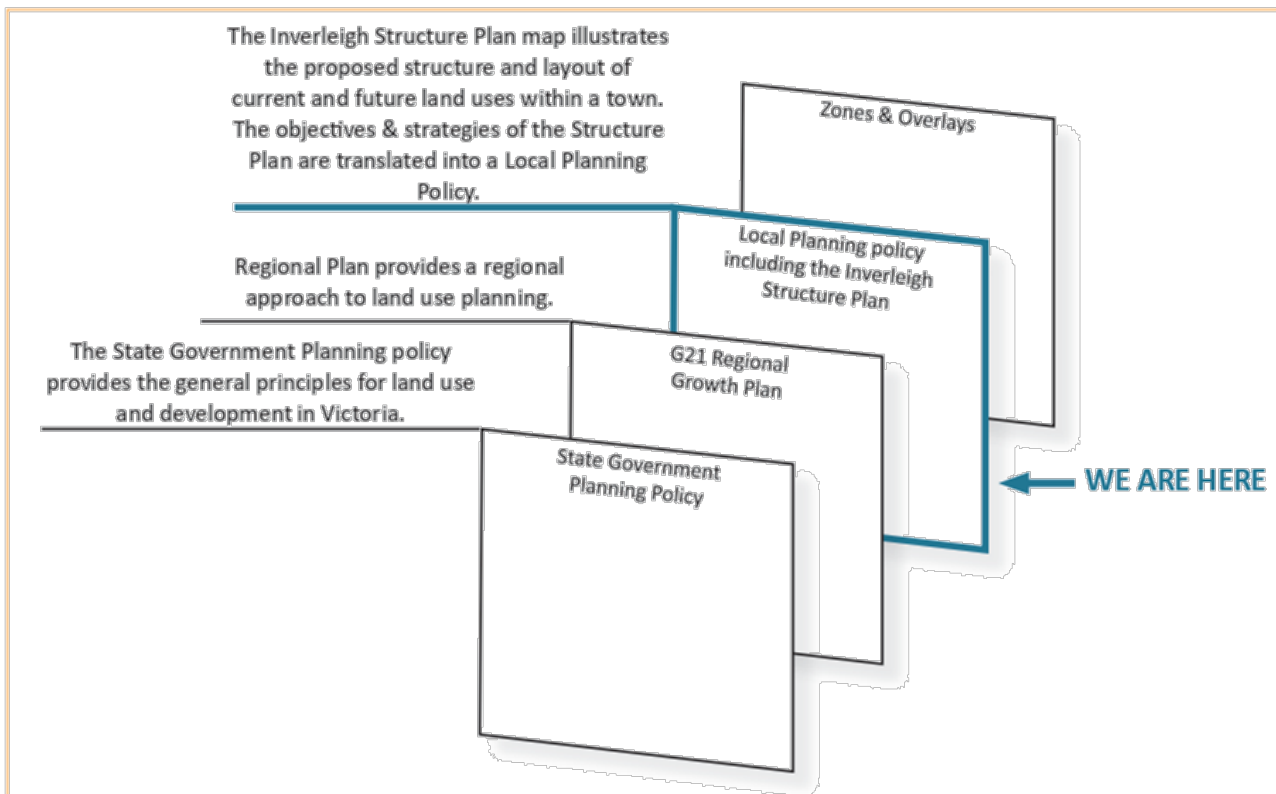 The Inverleigh Structure Plan map illustrates
the proposed structure and layout of
current and future land uses within a town.
The objectives & strategies of the Structure
Plan are translated into a Local Planning
Policy.
Zones & Overlays
Local Planning policy
including the Inverleigh
Structure Plan
Regional Plan provides a regional
approach to land use planning.
G21 Regional
Growth Plan
The State Government Planning policy
provides the general principles for land use
and development in Victoria.
State Government
Planning Policy
WE ARE HERE